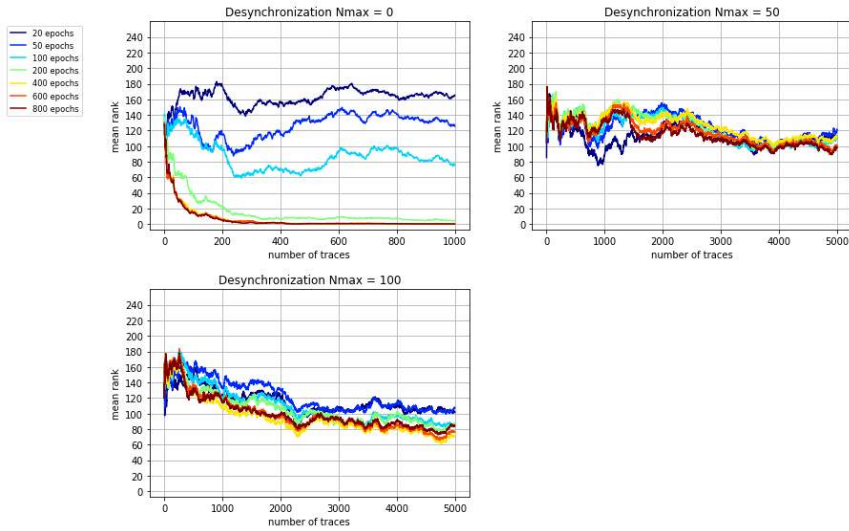 20 epochs
50 epochs
100 epochs
200 epochs
400 epochs
600 epochs
800 epochs
Desynchronization Nmax = 0
mean rank
240
220
200
180
160
140
120
100
80
60
40
20
0
0 200 400 600 800 1000
number of traces
Desynchronization Nmax = 50
mean rank
240
220
200
180
160
140
120
100
80
60
40
20
0
0 1000 2000 3000 4000 5000
number of traces
Desynchronization Nmax = 100
mean rank
240
220
200
180
160
140
120
100
80
60
40
20
0
0 1000 2000 3000 4000 5000
number of traces